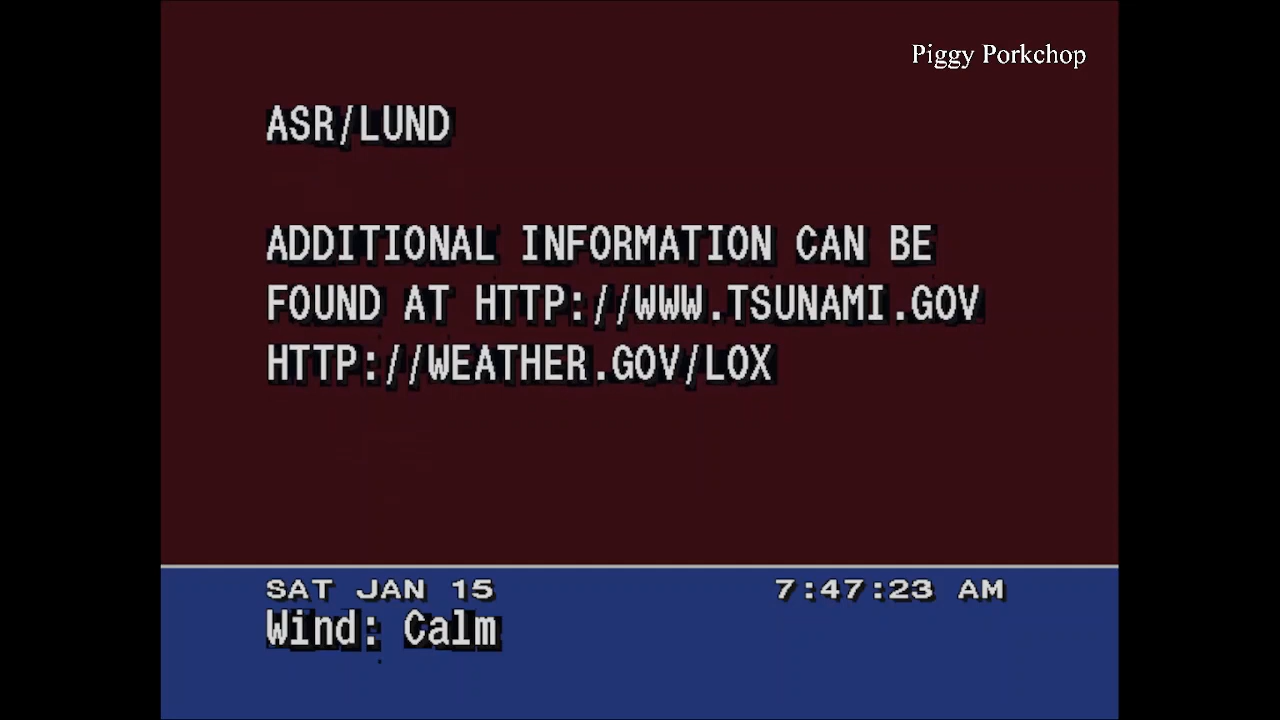 Piggy Porkchop
ASR/LUND
ADDITIONAL INFORMATION CAN BE
FOUND AT HTTP://WWW.TSUNAMI.GOV
HTTP://WEATHER.GOV/LOX
SAT JAN 15 7:47:23 AM
Wind: Calm